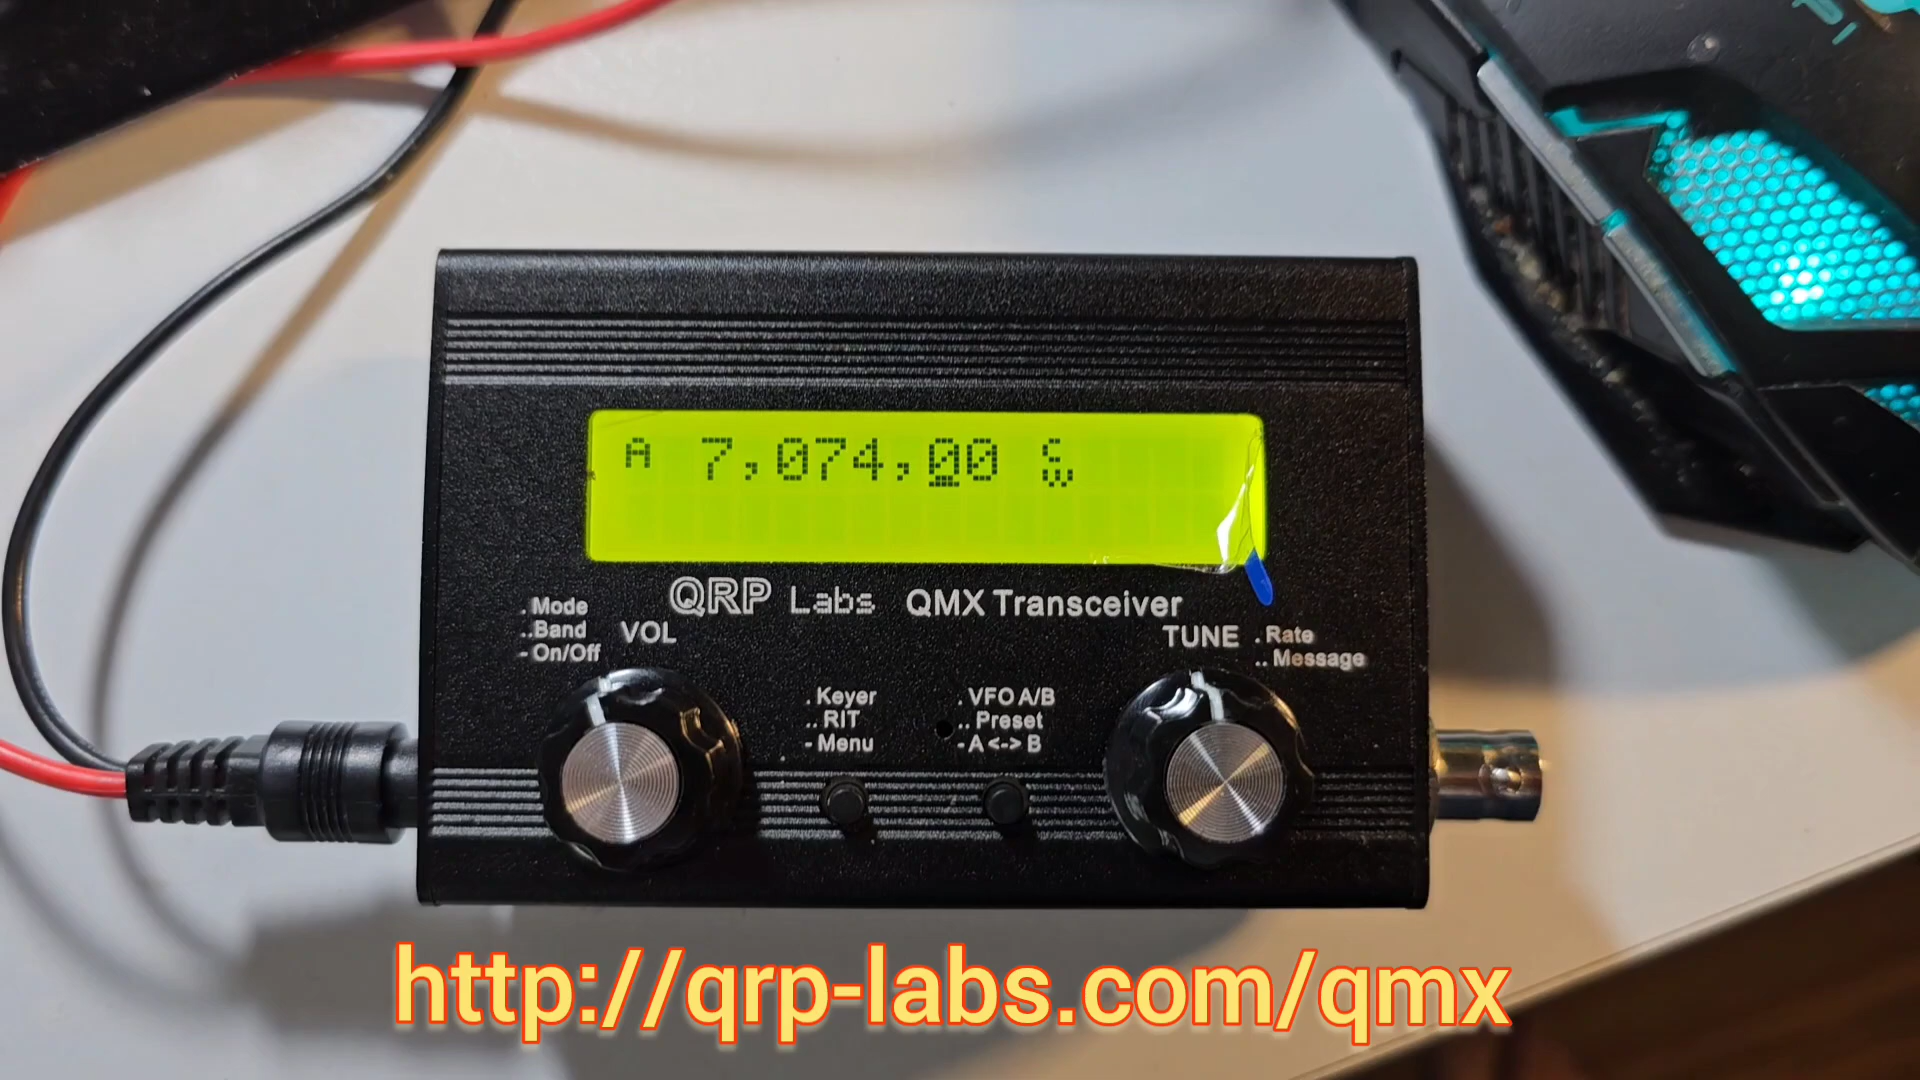 A 7,074,00 CW
QRP Labs QMX Transceiver
. Mode
.. Band
- On/Off
VOL
TUNE
. Rate
.. Message
. Keyer
.. RIT
- Menu
. VFO A/B
.. Preset
- A <-> B
http://qrp-labs.com/qmx